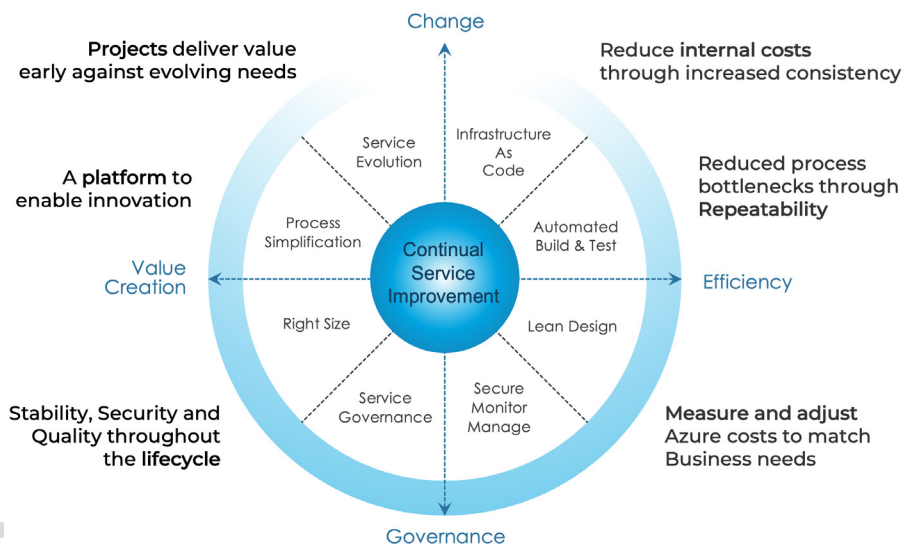 Change
Projects deliver value
early against evolving needs
Reduce internal costs
through increased consistency
Service
Evolution
Infrastructure
As
Code
A platform to
enable innovation
Reduced process
bottlenecks through
Repeatability
Process
Simplification
Automated
Build & Test
Continual
Service
Improvement
Value
Creation
Efficiency
Right Size
Lean Design
Service
Governance
Secure
Monitor
Manage
Stability, Security and
Quality throughout
the lifecycle
Measure and adjust
Azure costs to match
Business needs
Governance